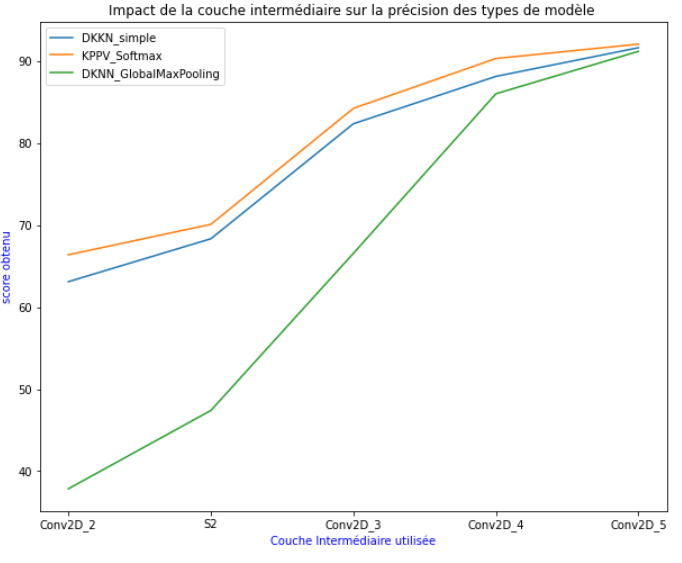 Impact de la couche intermédiaire sur la précision des types de modèle
DKKN_simple
KPPV_Softmax
DKNN_GlobalMaxPooling
90
80
70
60
50
40
score obtenu
Conv2D_2
S2
Conv2D_3
Conv2D_4
Conv2D_5
Couche Intermédiaire utilisée